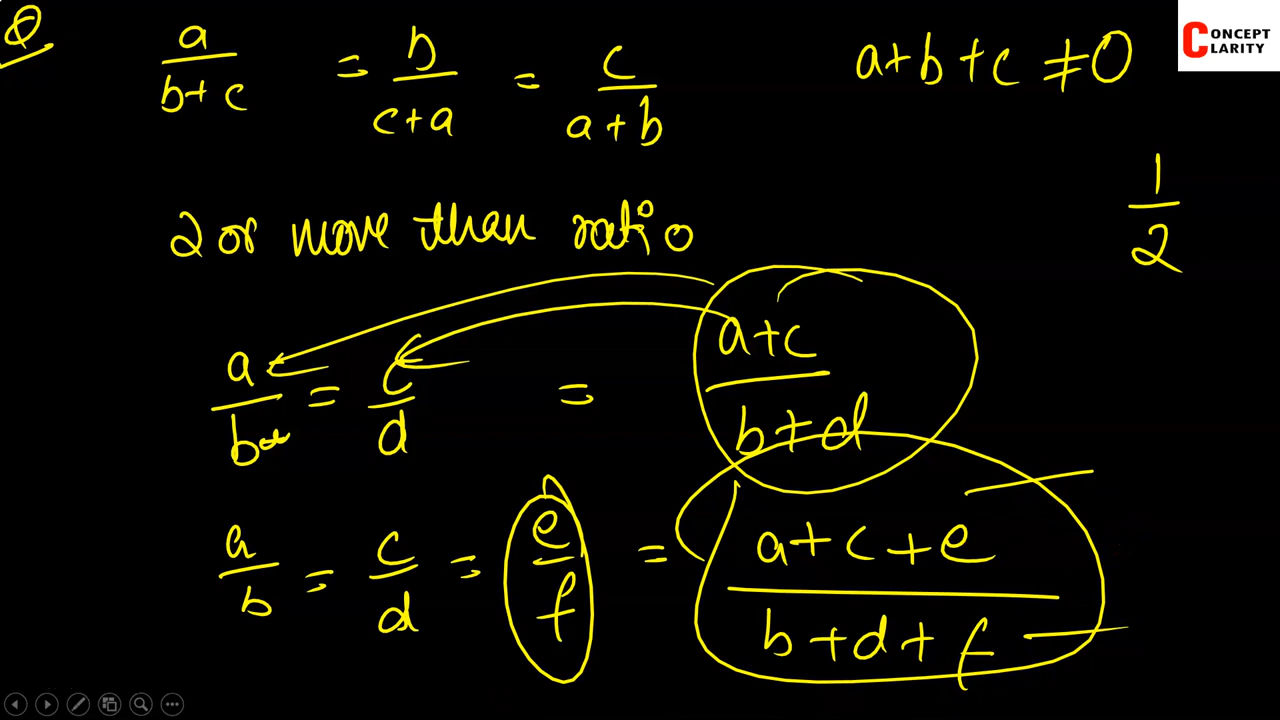 Q a/(b+c) = b/(c+a) = c/(a+b) a+b+c ≠ 0
CONCEPT
CLARITY
1/2
2 or more than ratio
a/b = c/d = (a+c)/(b+d)
a/b = c/d = e/f = (a+c+e)/(b+d+f)